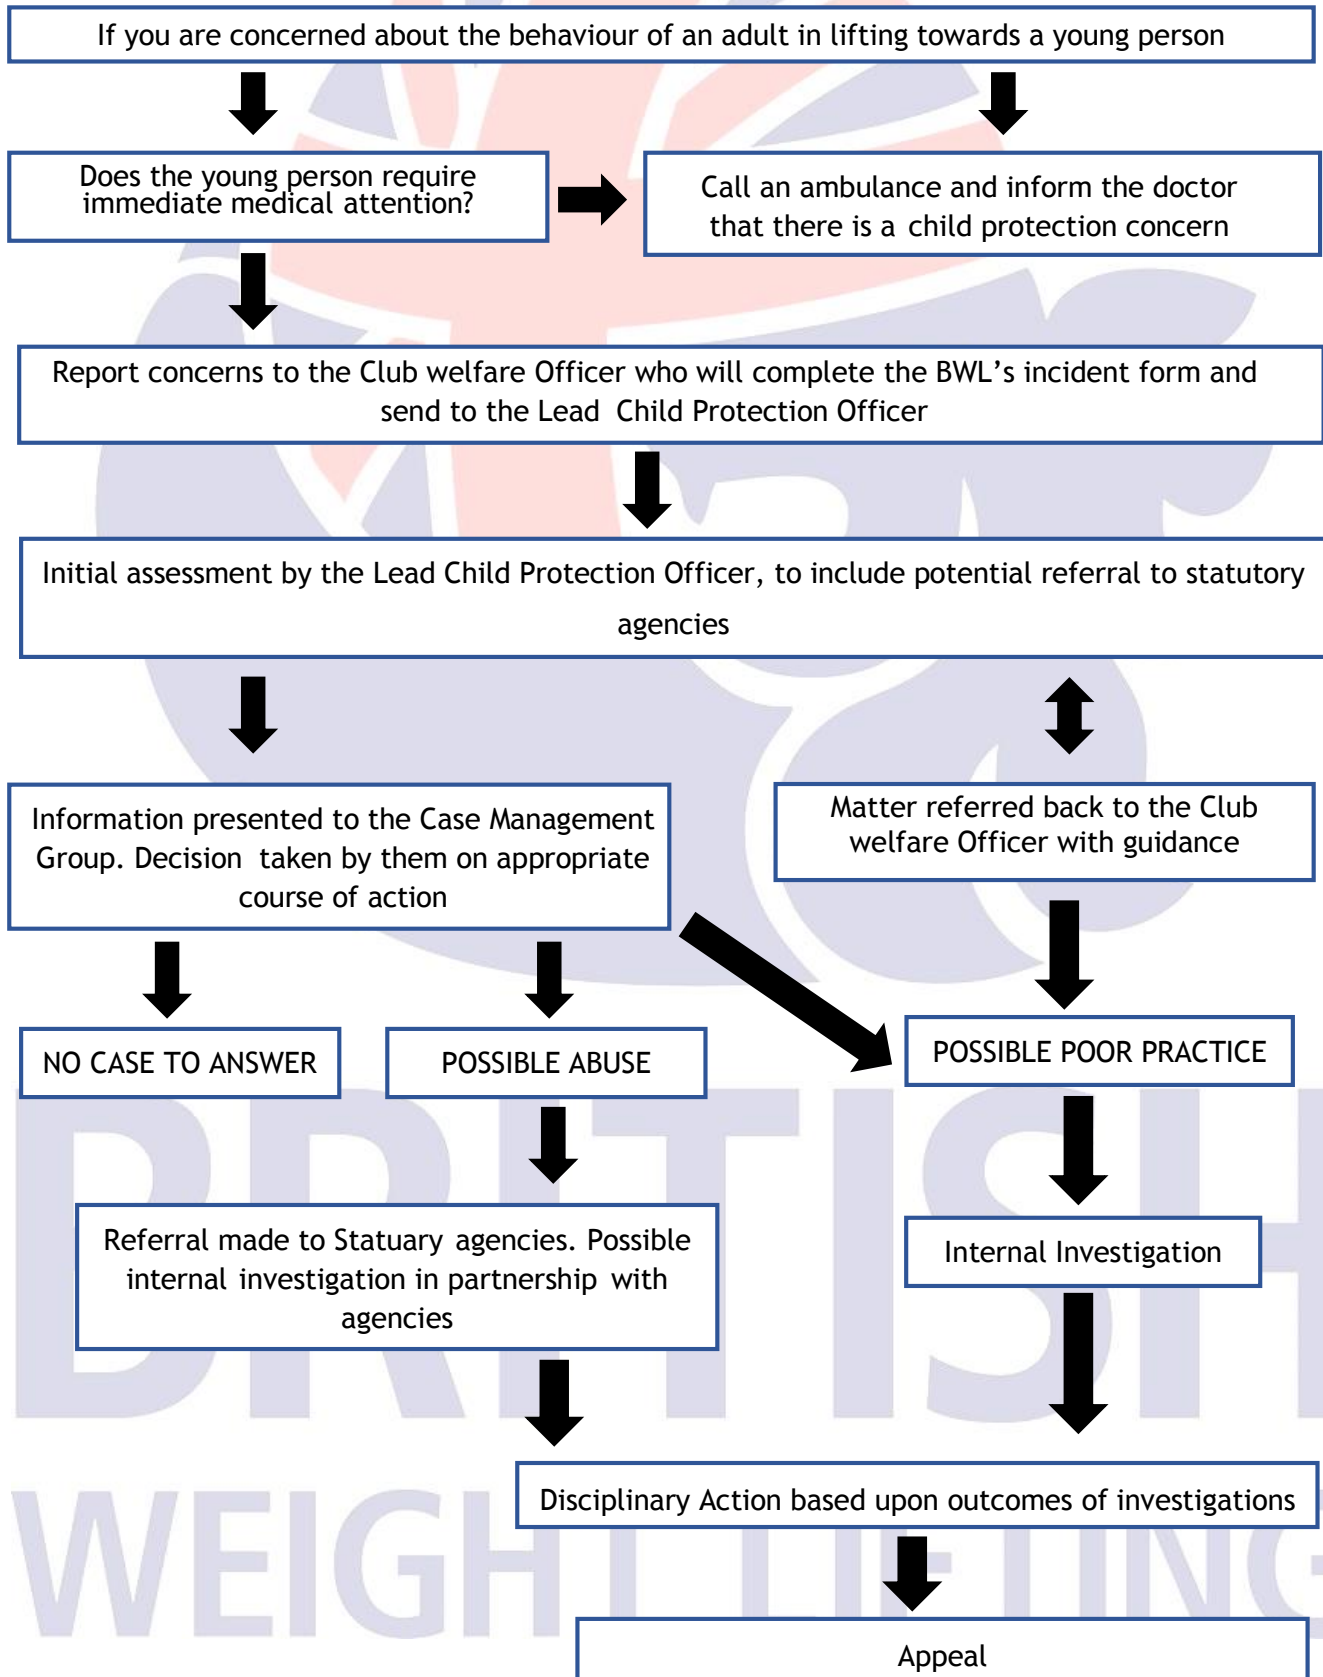 If you are concerned about the behaviour of an adult in lifting towards a young person
Does the young person require
immediate medical attention?
Call an ambulance and inform the doctor
that there is a child protection concern
Report concerns to the Club welfare Officer who will complete the BWL’s incident form and
send to the Lead Child Protection Officer
Initial assessment by the Lead Child Protection Officer, to include potential referral to statutory
agencies
Information presented to the Case Management
Group. Decision taken by them on appropriate
course of action
Matter referred back to the Club
welfare Officer with guidance
NO CASE TO ANSWER
POSSIBLE ABUSE
POSSIBLE POOR PRACTICE
Referral made to Statuary agencies. Possible
internal investigation in partnership with
agencies
Internal Investigation
Disciplinary Action based upon outcomes of investigations
Appeal
BRITISH
WEIGHT LIFTING